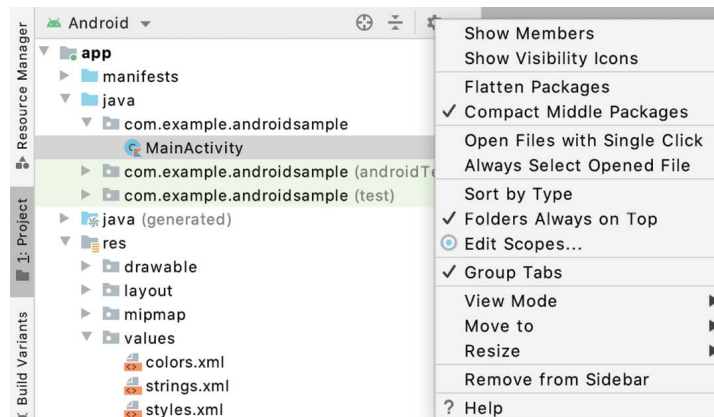 Android
app
manifests
java
com.example.androidsample
MainActivity
com.example.androidsample
com.example.androidsample (test)
java (generated)
res
drawable
layout
mipmap
values
colors.xml
strings.xml
styles.xml
Resource Manager
1: Project
Build Variants
Show Members
Show Visibility Icons
Flatten Packages
✓ Compact Middle Packages
Open Files with Single Click
Always Select Opened File
Sort by Type
✓ Folders Always on Top
Edit Scopes...
✓ Group Tabs
View Mode
Move to
Resize
Remove from Sidebar
? Help